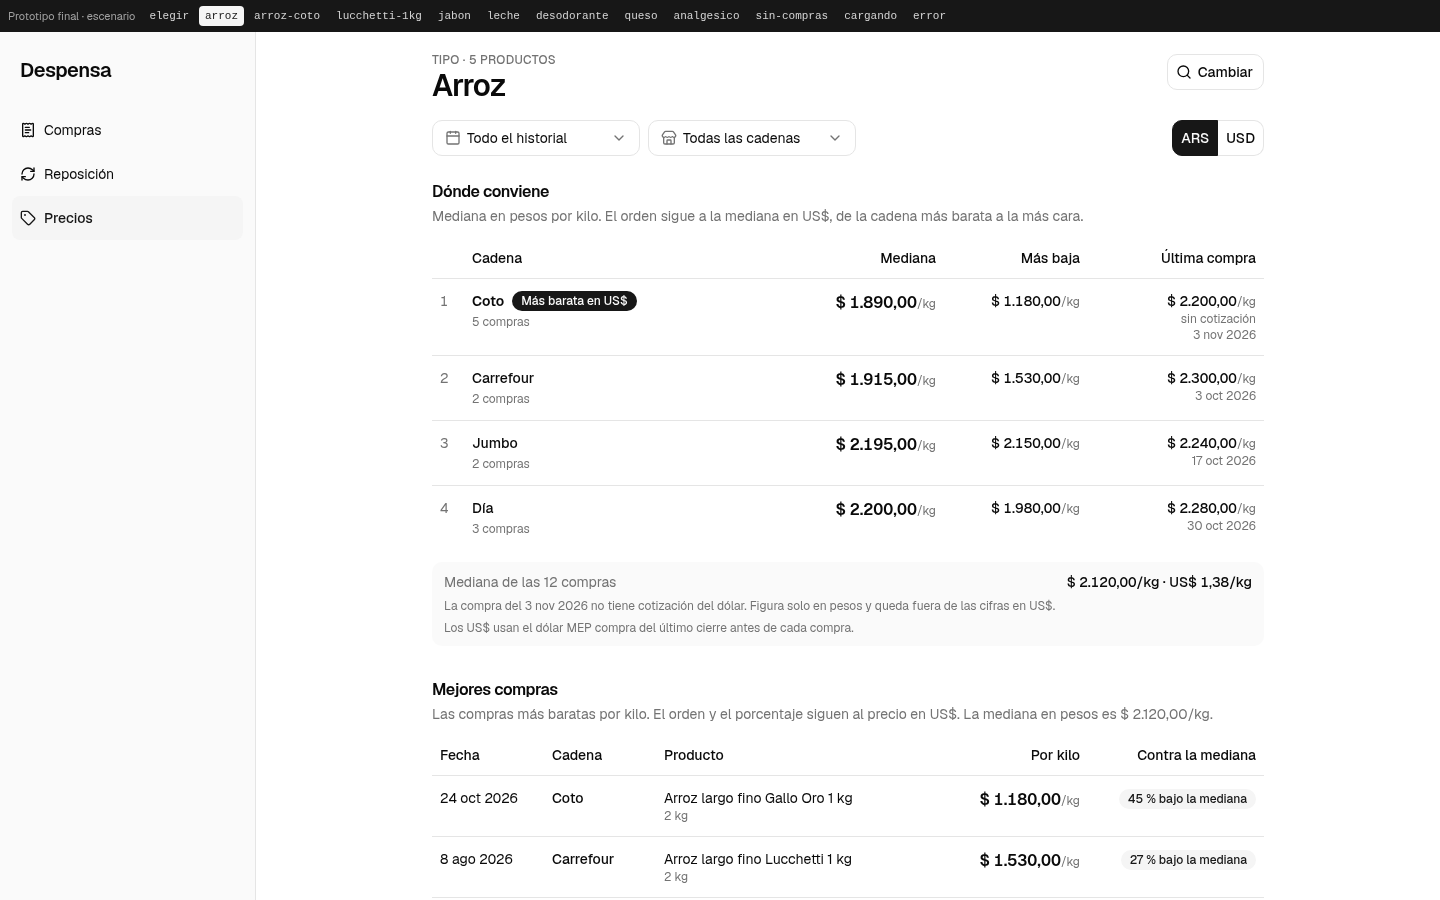 Prototipo final · escenario elegir arroz arroz-coto lucchetti-1kg jabon leche desodorante queso analgesico sin-compras cargando error
Despensa
Compras
Reposición
Precios
TIPO · 5 PRODUCTOS
Arroz
Cambiar
Todo el historial Todas las cadenas ARS USD
Dónde conviene
Mediana en pesos por kilo. El orden sigue a la mediana en US$, de la cadena más barata a la más cara.
Cadena Mediana Más baja Última compra
1 Coto Más barata en US$ $ 1.890,00/kg $ 1.180,00/kg $ 2.200,00/kg
5 compras sin cotización
3 nov 2026
2 Carrefour $ 1.915,00/kg $ 1.530,00/kg $ 2.300,00/kg
2 compras 3 oct 2026
3 Jumbo $ 2.195,00/kg $ 2.150,00/kg $ 2.240,00/kg
2 compras 17 oct 2026
4 Día $ 2.200,00/kg $ 1.980,00/kg $ 2.280,00/kg
3 compras 30 oct 2026
Mediana de las 12 compras $ 2.120,00/kg · US$ 1,38/kg
La compra del 3 nov 2026 no tiene cotización del dólar. Figura solo en pesos y queda fuera de las cifras en US$.
Los US$ usan el dólar MEP compra del último cierre antes de cada compra.
Mejores compras
Las compras más baratas por kilo. El orden y el porcentaje siguen al precio en US$. La mediana en pesos es $ 2.120,00/kg.
Fecha Cadena Producto Por kilo Contra la mediana
24 oct 2026 Coto Arroz largo fino Gallo Oro 1 kg $ 1.180,00/kg 45 % bajo la mediana
2 kg
8 ago 2026 Carrefour Arroz largo fino Lucchetti 1 kg $ 1.530,00/kg 27 % bajo la mediana
2 kg